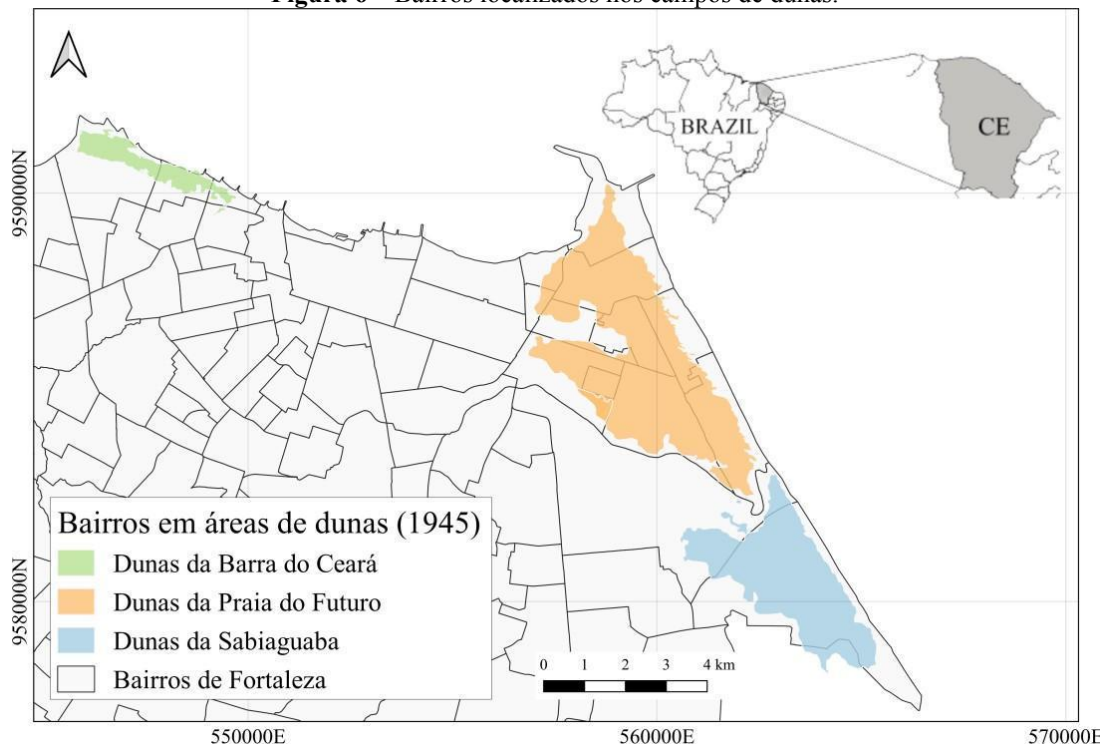 Figura 6 – Bairros localizados nos campos de dunas.
BRAZIL
CE
9590000N
9580000N
Bairros em áreas de dunas (1945)
Dunas da Barra do Ceará
Dunas da Praia do Futuro
Dunas da Sabiaguaba
Bairros de Fortaleza
0 1 2 3 4 km
550000E
560000E
570000E